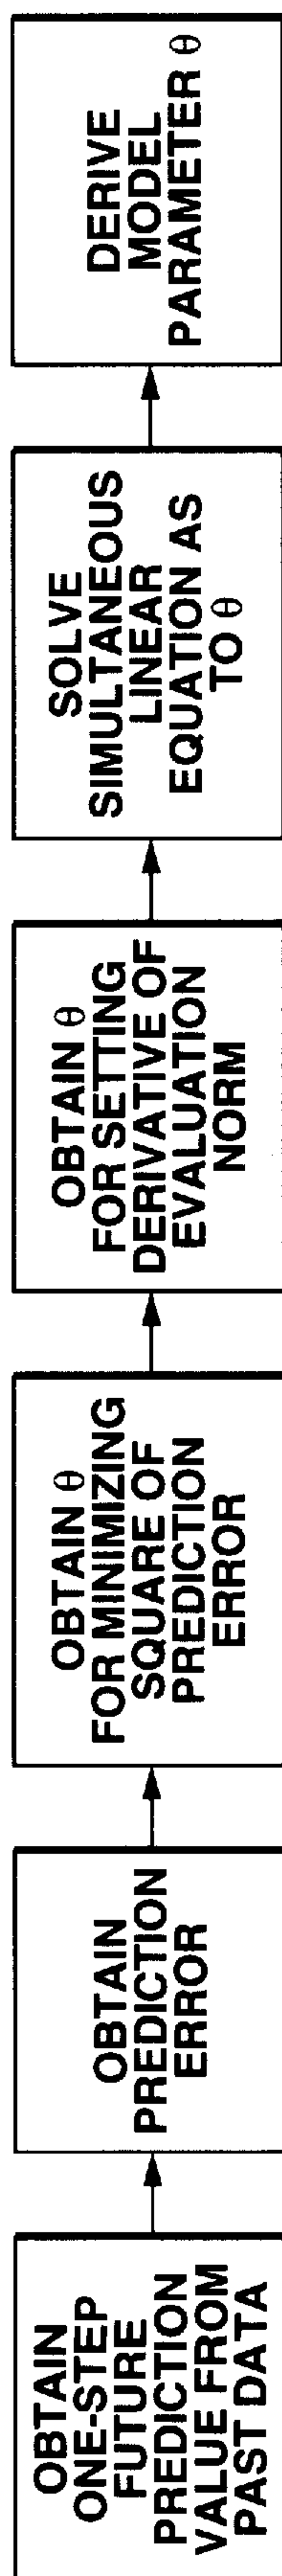 OBTAIN
ONE-STEP
FUTURE
PREDICTION
VALUE FROM
PAST DATA
OBTAIN
PREDICTION
ERROR
OBTAIN θ
FOR MINIMIZING
SQUARE OF
PREDICTION
ERROR
OBTAIN θ
FOR SETTING
DERIVATIVE OF
EVALUATION
NORM
SOLVE
SIMULTANEOUS
LINEAR
EQUATION AS
TO θ
DERIVE
MODEL
PARAMETER θ